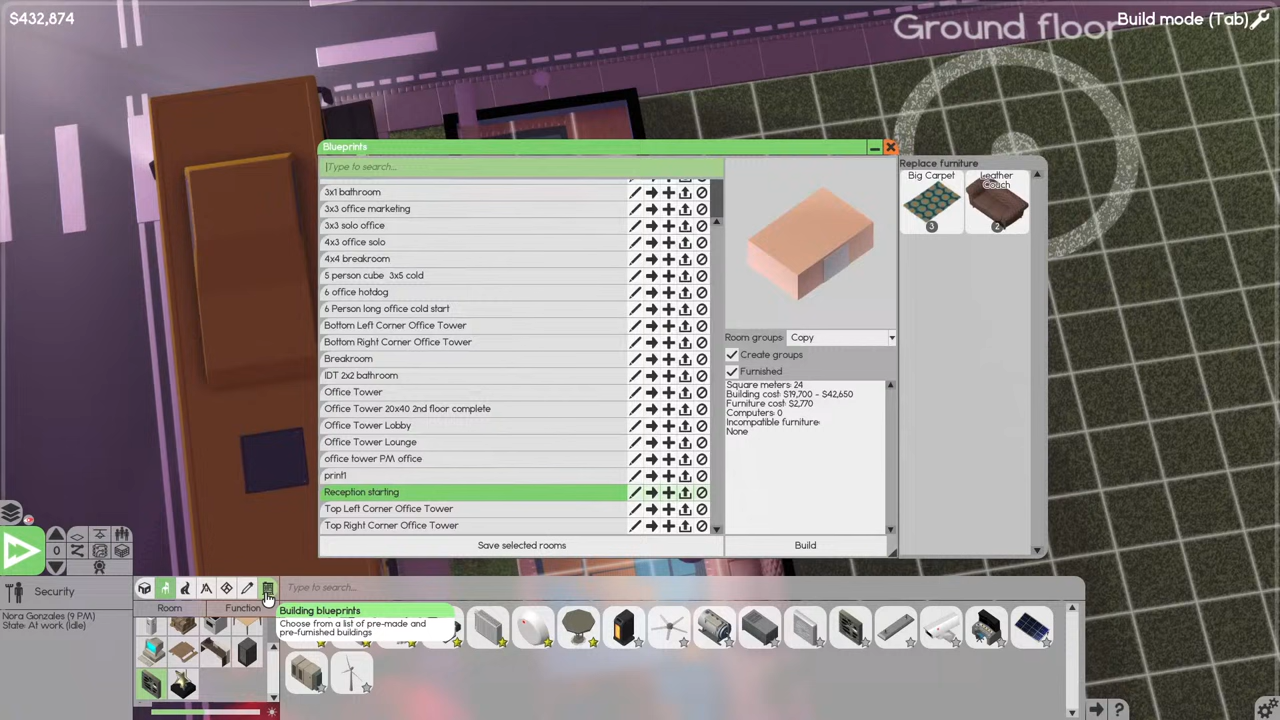 $432,874
Build mode (Tab)
Ground floor
Blueprints
Type to search...
3x1 bathroom
3x3 office marketing
3x3 solo office
4x3 office solo
4x4 breakroom
5 person cube  3x5 cold
6 office hotdog
6 Person long office cold start
Bottom Left Corner Office Tower
Bottom Right Corner Office Tower
Breakroom
IDT 2x2 bathroom
Office Tower
Office Tower 20x40 2nd floor complete
Office Tower Lobby
Office Tower Lounge
office tower PM office
print1
Reception starting
Top Left Corner Office Tower
Top Right Corner Office Tower
Save selected rooms
Room groups: Copy
Create groups
Furnished
Square meters: 24
Building cost: $19,700 - $42,650
Furniture cost: $2,770
Computers: 0
Incompatible furniture:
None
Build
Replace furniture
Big Carpet
3
Leather Couch
2
0
Security
Nora Gonzales (9 PM)
State: At work (Idle)
Type to search...
Room
Function
Building blueprints
Choose from a list of pre-made and
pre-furnished buildings
?